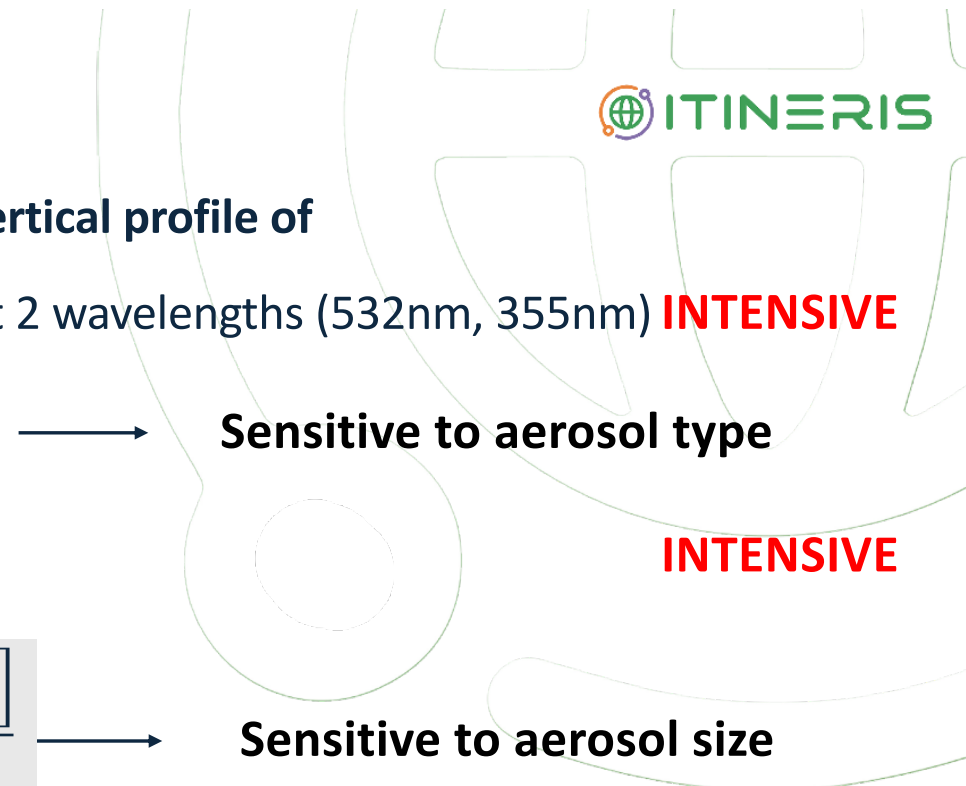 ITINERIS
ertical profile of
t 2 wavelengths (532nm, 355nm) INTENSIVE
Sensitive to aerosol type
INTENSIVE
Sensitive to aerosol size